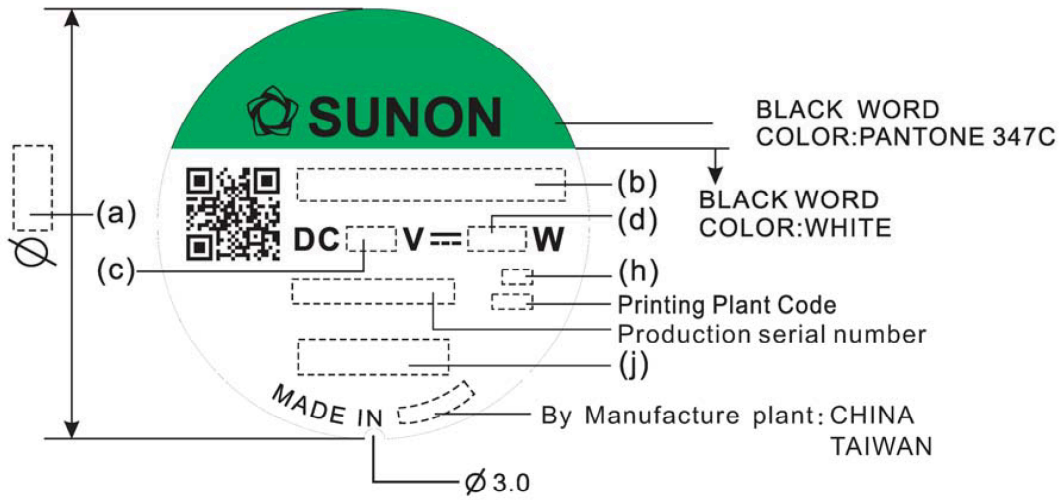 SUNON
BLACK WORD
COLOR:PANTONE 347C
(b)
BLACK WORD
COLOR:WHITE
(a)
(d)
DC V W
Ø
(c)
(h)
Printing Plant Code
Production serial number
(j)
MADE IN
By Manufacture plant: CHINA
TAIWAN
Ø 3.0